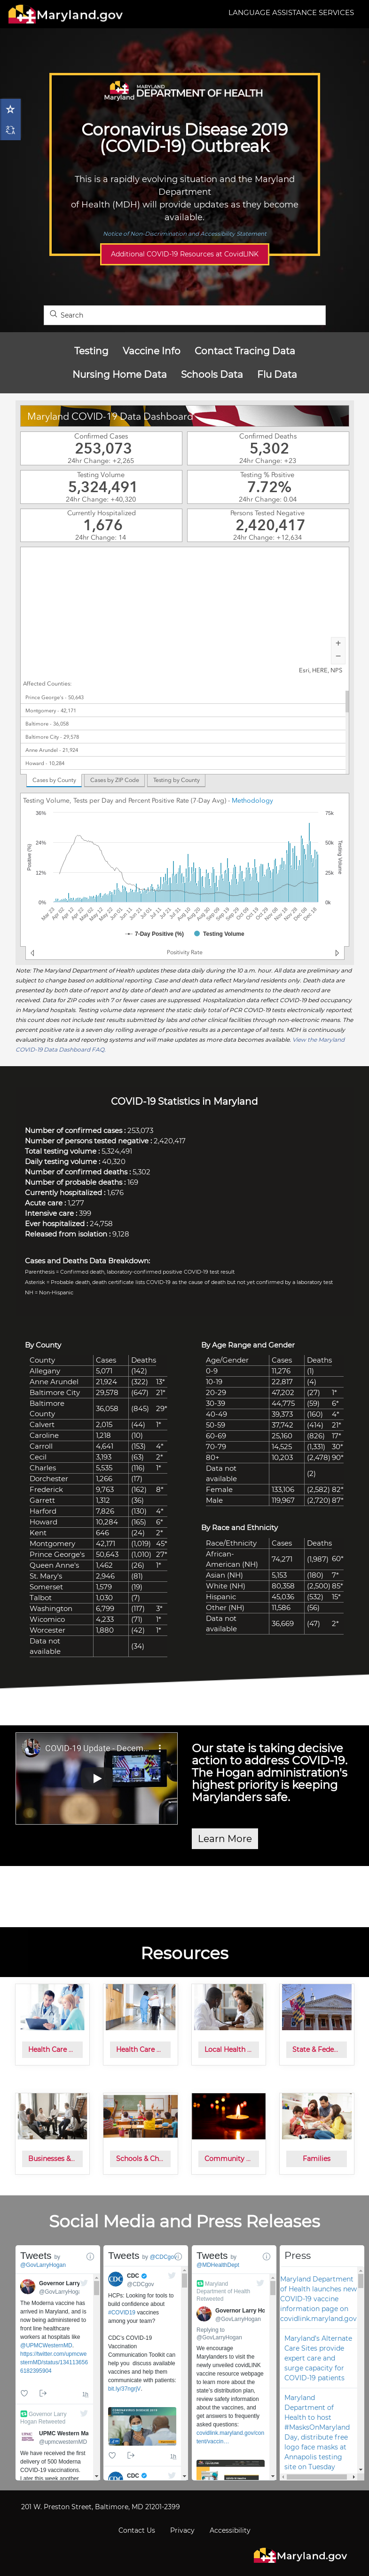 Maryland.gov
LANGUAGE ASSISTANCE SERVICES
Maryland
MARYLAND
DEPARTMENT OF HEALTH
Coronavirus Disease 2019
(COVID-19) Outbreak
This is a rapidly evolving situation and the Maryland
Department
of Health (MDH) will provide updates as they become
available.
Notice of Non-Discrimination and Accessibility Statement
Additional COVID-19 Resources at CovidLINK
Search
Testing Vaccine Info Contact Tracing Data
Nursing Home Data Schools Data Flu Data
Maryland COVID-19 Data Dashboard
Confirmed Cases
253,073
24hr Change: +2,265
Confirmed Deaths
5,302
24hr Change: +23
Testing Volume
5,324,491
24hr Change: +40,320
Testing % Positive
7.72%
24hr Change: 0.04
Currently Hospitalized
1,676
24hr Change: 14
Persons Tested Negative
2,420,417
24hr Change: +12,634
+
−
Esri, HERE, NPS
Affected Counties:
Prince George's - 50,643
Montgomery - 42,171
Baltimore - 36,058
Baltimore City - 29,578
Anne Arundel - 21,924
Howard - 10,284
Cases by County Cases by ZIP Code Testing by County
Testing Volume, Tests per Day and Percent Positive Rate (7-Day Avg) - Methodology
36% 75k
24% 50k
12% 25k
0% 0k
Positive (%)
Testing Volume
7-Day Positive (%) Testing Volume
Positivity Rate
Note: The Maryland Department of Health updates these data daily during the 10 a.m. hour. All data are preliminary and
subject to change based on additional reporting. Case and death data reflect Maryland residents only. Death data are
presented by both date of report and by date of death and are updated as amendments to the death record are
received. Data for ZIP codes with 7 or fewer cases are suppressed. Hospitalizations data reflect COVID-19 bed occupancy
in Maryland hospitals. Testing volume data represent the static daily total of PCR COVID-19 tests electronically reported;
this count does not include test results submitted by labs and other clinical facilities through non-electronic means. The
percent positive rate is a seven day rolling average of positive results as a percentage of all tests. MDH is continuously
evaluating its data and reporting systems and will make updates as more data becomes available. View the Maryland
COVID-19 Data Dashboard FAQ.
COVID-19 Statistics in Maryland
Number of confirmed cases : 253,073
Number of persons tested negative : 2,420,417
Total testing volume : 5,324,491
Daily testing volume : 40,320
Number of confirmed deaths : 5,302
Number of probable deaths : 169
Currently hospitalized : 1,676
Acute care : 1,277
Intensive care : 399
Ever hospitalized : 24,758
Released from isolation : 9,128
Cases and Deaths Data Breakdown:
Parenthesis = Confirmed death, laboratory-confirmed positive COVID-19 test result
Asterisk = Probable death, death certificate lists COVID-19 as the cause of death but not yet confirmed by a laboratory test
NH = Non-Hispanic
By County
County Cases Deaths
Allegany 5,071 (142)
Anne Arundel 21,924 (322) 13*
Baltimore City 29,578 (647) 21*
Baltimore
County 36,058 (845) 29*
Calvert 2,015 (44) 1*
Caroline 1,218 (10)
Carroll 4,641 (153) 4*
Cecil 3,193 (63) 2*
Charles 5,535 (116) 1*
Dorchester 1,266 (17)
Frederick 9,763 (162) 8*
Garrett 1,312 (36)
Harford 7,826 (130) 4*
Howard 10,284 (165) 6*
Kent 646 (24) 2*
Montgomery 42,171 (1,019) 45*
Prince George's 50,643 (1,010) 27*
Queen Anne's 1,462 (26) 1*
St. Mary's 2,946 (81)
Somerset 1,579 (19)
Talbot 1,030 (7)
Washington 6,799 (117) 3*
Wicomico 4,233 (71) 1*
Worcester 1,880 (42) 1*
Data not
available (34)
By Age Range and Gender
Age/Gender Cases Deaths
0-9 11,276 (1)
10-19 22,817 (4)
20-29 47,202 (27) 1*
30-39 44,775 (59) 6*
40-49 39,373 (160) 4*
50-59 37,742 (414) 21*
60-69 25,160 (826) 17*
70-79 14,525 (1,331) 30*
80+ 10,203 (2,478) 90*
Data not
available (2)
Female 133,106 (2,582) 82*
Male 119,967 (2,720) 87*
By Race and Ethnicity
Race/Ethnicity Cases Deaths
African-
American (NH) 74,271 (1,987) 60*
Asian (NH) 5,153 (180) 7*
White (NH) 80,358 (2,500) 85*
Hispanic 45,036 (532) 15*
Other (NH) 11,586 (56)
Data not
available 36,669 (47) 2*
COVID-19 Update - Decem...
Our state is taking decisive
action to address COVID-19.
The Hogan administration's
highest priority is keeping
Marylanders safe.
Learn More
Resources
Health Care ... Health Care ... Local Health ... State & Fede...
Businesses &... Schools & Ch... Community ... Families
Social Media and Press Releases
Tweets by
@GovLarryHogan
Governor Larry
@GovLarryHog
The Moderna vaccine has
arrived in Maryland, and is
now being administered to
front line healthcare
workers at hospitals like
@UPMCWesternMD.
https://twitter.com/upmcwe
sternMD/status/134113656
6182395904
1h
Governor Larry
Hogan Retweeted
UPMC Western Ma
@upmcwesternMD
We have received the first
delivery of 500 Moderna
COVID-19 vaccinations.
Later this week another
Tweets by @CDCgov
CDC
@CDCgov
HCPs: Looking for tools to
build confidence about
#COVID19 vaccines
among your team?
CDC's COVID-19
Vaccination
Communication Toolkit can
help you discuss available
vaccines and help them
communicate with patients:
bit.ly/37sgrjV.
1h
CDC
Tweets by
@MDHealthDept
Maryland
Department of Health
Retweeted
Governor Larry Ho
@GovLarryHogan
Replying to
@GovLarryHogan
We encourage
Marylanders to visit the
newly unveiled covidLINK
vaccine resource webpage
to learn more about the
state's distribution plan,
review safety information
and get answers to
frequently asked
questions:
covidlink.maryland.gov/con
tent/vaccin...
Press
Maryland Department
of Health launches new
COVID-19 vaccine
information page on
covidlink.maryland.gov
Maryland's Alternate
Care Sites provide
expert care and
surge capacity for
COVID-19 patients
Maryland
Department of
Health to host
#MasksOnMaryland
Day, distribute free
logo face masks at
Annapolis testing
site on Tuesday
201 W. Preston Street, Baltimore, MD 21201-2399
Contact Us Privacy Accessibility
Maryland.gov